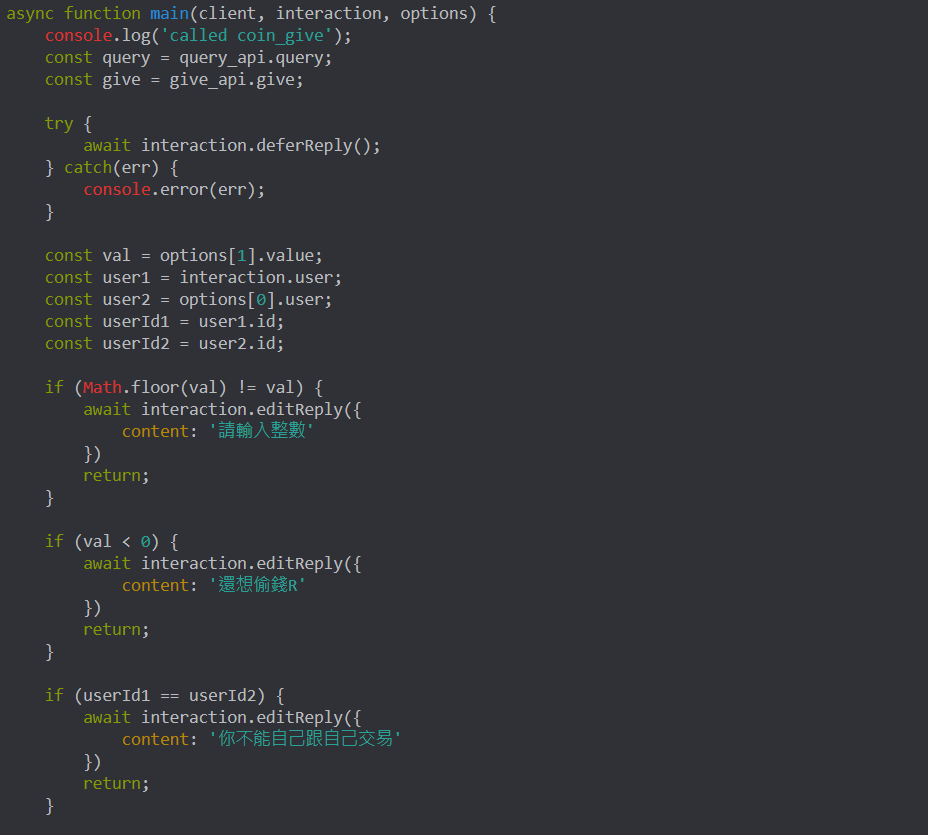 async function main(client, interaction, options) {
    console.log('called coin_give');
    const query = query_api.query;
    const give = give_api.give;

    try {
        await interaction.deferReply();
    } catch(err) {
        console.error(err);
    }

    const val = options[1].value;
    const user1 = interaction.user;
    const user2 = options[0].user;
    const userId1 = user1.id;
    const userId2 = user2.id;

    if (Math.floor(val) != val) {
        await interaction.editReply({
            content: '請輸入整數'
        })
        return;
    }

    if (val < 0) {
        await interaction.editReply({
            content: '還想偷錢R'
        })
        return;
    }

    if (userId1 == userId2) {
        await interaction.editReply({
            content: '你不能自己跟自己交易'
        })
        return;
    }